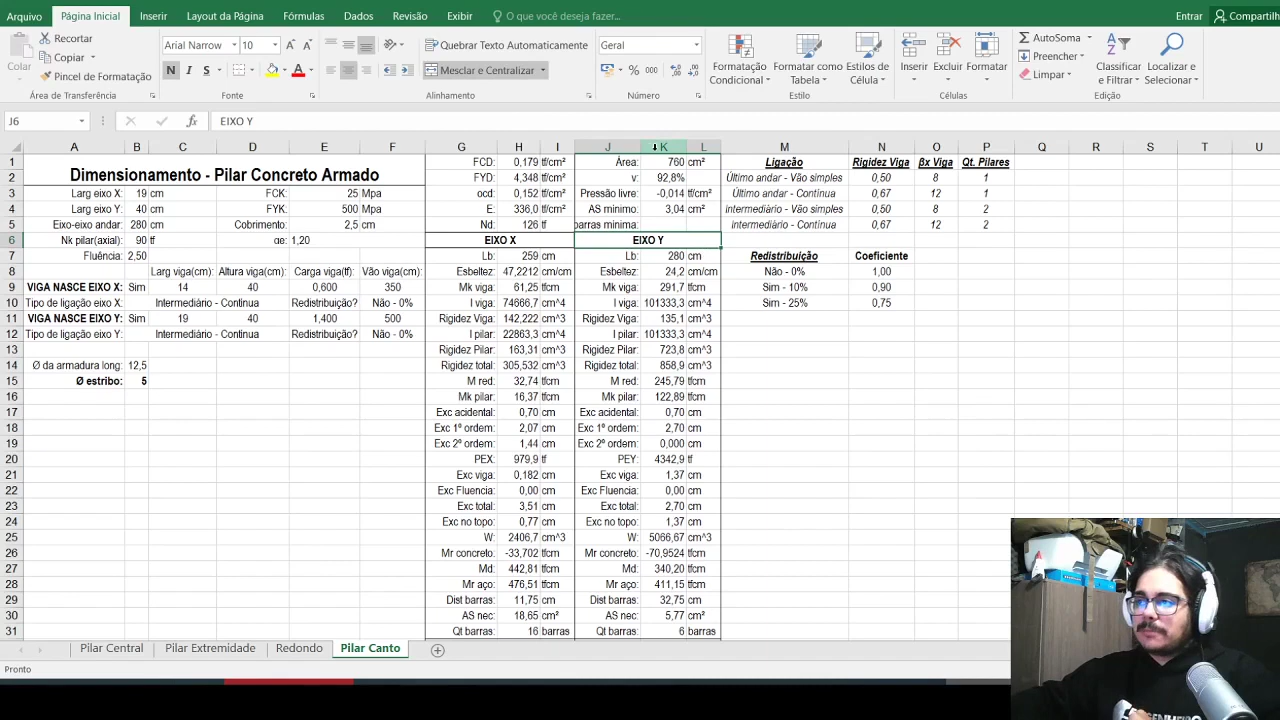 Arquivo Página Inicial Inserir Layout da Página Fórmulas Dados Revisão Exibir O que você deseja fazer... Entrar Compartilh
Colar Recortar Copiar Pincel de Formatação
Arial Narrow 10 N I S
Quebrar Texto Automaticamente Mesclar e Centralizar
Geral % 000
Formatação Condicional Formatar como Tabela Estilos de Célula
Inserir Excluir Formatar
AutoSoma Preencher Limpar Classificar e Filtrar Localizar e Selecionar
Área de Transferência Fonte Alinhamento Número Estilo Células Edição
J6 fx EIXO Y
A B C D E F G H I J K L M N O P Q R S T U
1 FCD: 0,179 tf/cm² Área: 760 cm² Ligação Rigidez Viga βx Viga Qt. Pilares
Dimensionamento - Pilar Concreto Armado
2 FYD: 4,348 tf/cm² v: 92,8% Último andar - Vão simples 0,50 8 1
3 Larg eixo X: 19 cm FCK: 25 Mpa σcd: 0,152 tf/cm² Pressão livre: -0,014 tf/cm² Último andar - Contínua 0,67 12 1
4 Larg eixo Y: 40 cm FYK: 500 Mpa E: 336,0 tf/cm² AS mínimo: 3,04 cm² Intermediário - Vão simples 0,50 8 2
5 Eixo-eixo andar: 280 cm Cobrimento: 2,5 cm Nd: 126 tf barras mínima: Intermediário - Contínua 0,67 12 2
6 Nk pilar(axial): 90 tf αe: 1,20 EIXO X EIXO Y
7 Fluência: 2,50 Lb: 259 cm Lb: 280 cm Redistribuição Coeficiente
8 Larg viga(cm): Altura viga(cm): Carga viga(tf): Vão viga(cm): Esbeltez: 47,2212 cm/cm Esbeltez: 24,2 cm/cm Não - 0% 1,00
9 VIGA NASCE EIXO X: Sim 14 40 0,600 350 Mk viga: 61,25 tfcm Mk viga: 291,7 tfcm Sim - 10% 0,90
10 Tipo de ligação eixo X: Intermediário - Contínua Redistribuição? Não - 0% I viga: 74666,7 cm^4 I viga: 101333,3 cm^4 Sim - 25% 0,75
11 VIGA NASCE EIXO Y: Sim 19 40 1,400 500 Rigidez Viga: 142,222 cm^3 Rigidez Viga: 135,1 cm^3
12 Tipo de ligação eixo Y: Intermediário - Contínua Redistribuição? Não - 0% I pilar: 22863,3 cm^4 I pilar: 101333,3 cm^4
13 Rigidez Pilar: 163,31 cm^3 Rigidez Pilar: 723,8 cm^3
14 Ø da armadura long: 12,5 Rigidez total: 305,532 cm^3 Rigidez total: 858,9 cm^3
15 Ø estribo: 5 M red: 32,74 tfcm M red: 245,79 tfcm
16 Mk pilar: 16,37 tfcm Mk pilar: 122,89 tfcm
17 Exc acidental: 0,70 cm Exc acidental: 0,70 cm
18 Exc 1º ordem: 2,07 cm Exc 1º ordem: 2,70 cm
19 Exc 2º ordem: 1,44 cm Exc 2º ordem: 0,000 cm
20 PEX: 979,9 tf PEY: 4342,9 tf
21 Exc viga: 0,182 cm Exc viga: 1,37 cm
22 Exc Fluencia: 0,00 cm Exc Fluencia: 0,00 cm
23 Exc total: 3,51 cm Exc total: 2,70 cm
24 Exc no topo: 0,77 cm Exc no topo: 1,37 cm
25 W: 2406,7 cm^3 W: 5066,67 cm^3
26 Mr concreto: -33,702 tfcm Mr concreto: -70,9524 tfcm
27 Md: 442,81 tfcm Md: 340,20 tfcm
28 Mr aço: 476,51 tfcm Mr aço: 411,15 tfcm
29 Dist barras: 11,75 cm Dist barras: 32,75 cm
30 AS nec: 18,65 cm² AS nec: 5,77 cm²
31 Qt barras: 16 barras Qt barras: 6 barras
Pilar Central Pilar Extremidade Redondo Pilar Canto
Pronto